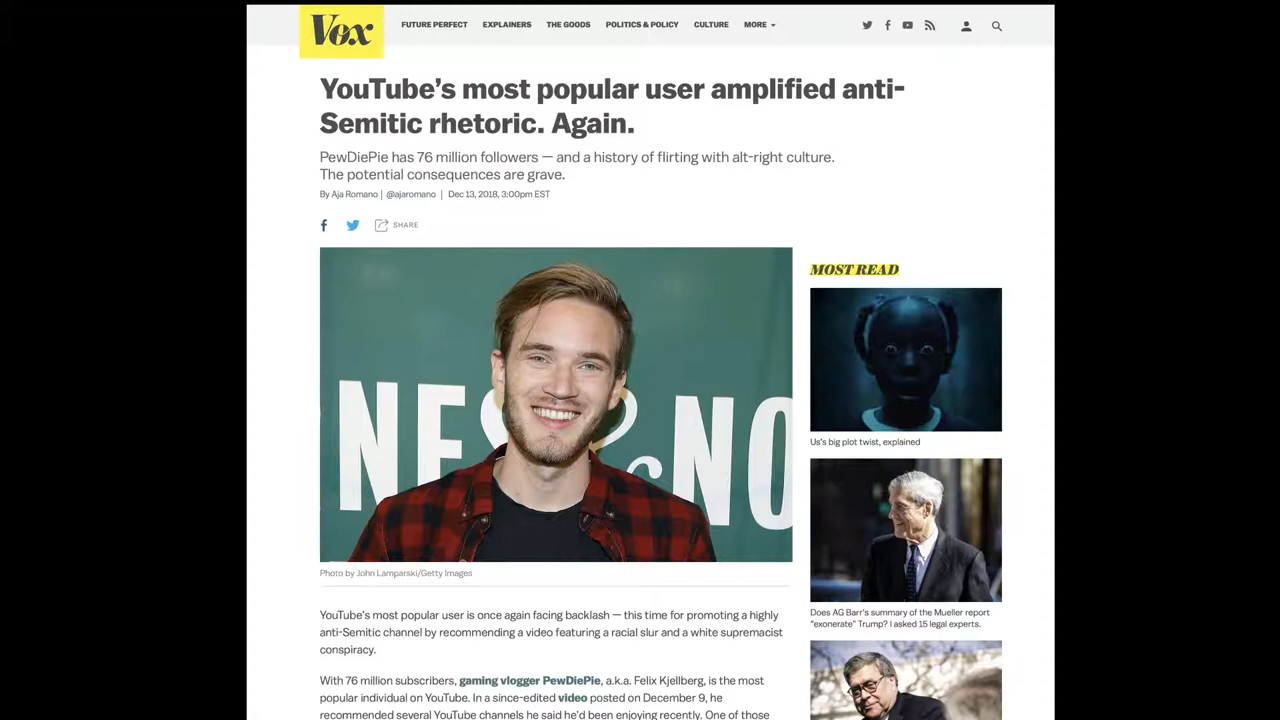 Vox
FUTURE PERFECT EXPLAINERS THE GOODS POLITICS & POLICY CULTURE MORE
YouTube's most popular user amplified anti-
Semitic rhetoric. Again.
PewDiePie has 76 million followers — and a history of flirting with alt-right culture.
The potential consequences are grave.
By Aja Romano | @ajaromano | Dec 13, 2018, 3:00pm EST
SHARE
NE
NO
Photo by John Lamparski/Getty Images
YouTube's most popular user is once again facing backlash — this time for promoting a highly
anti-Semitic channel by recommending a video featuring a racial slur and a white supremacist
conspiracy.
With 76 million subscribers, gaming vlogger PewDiePie, a.k.a. Felix Kjellberg, is the most
popular individual on YouTube. In a since-edited video posted on December 9, he
recommended several YouTube channels he said he'd been enjoying recently. One of those
MOST READ
Us's big plot twist, explained
Does AG Barr's summary of the Mueller report
"exonerate" Trump? I asked 15 legal experts.